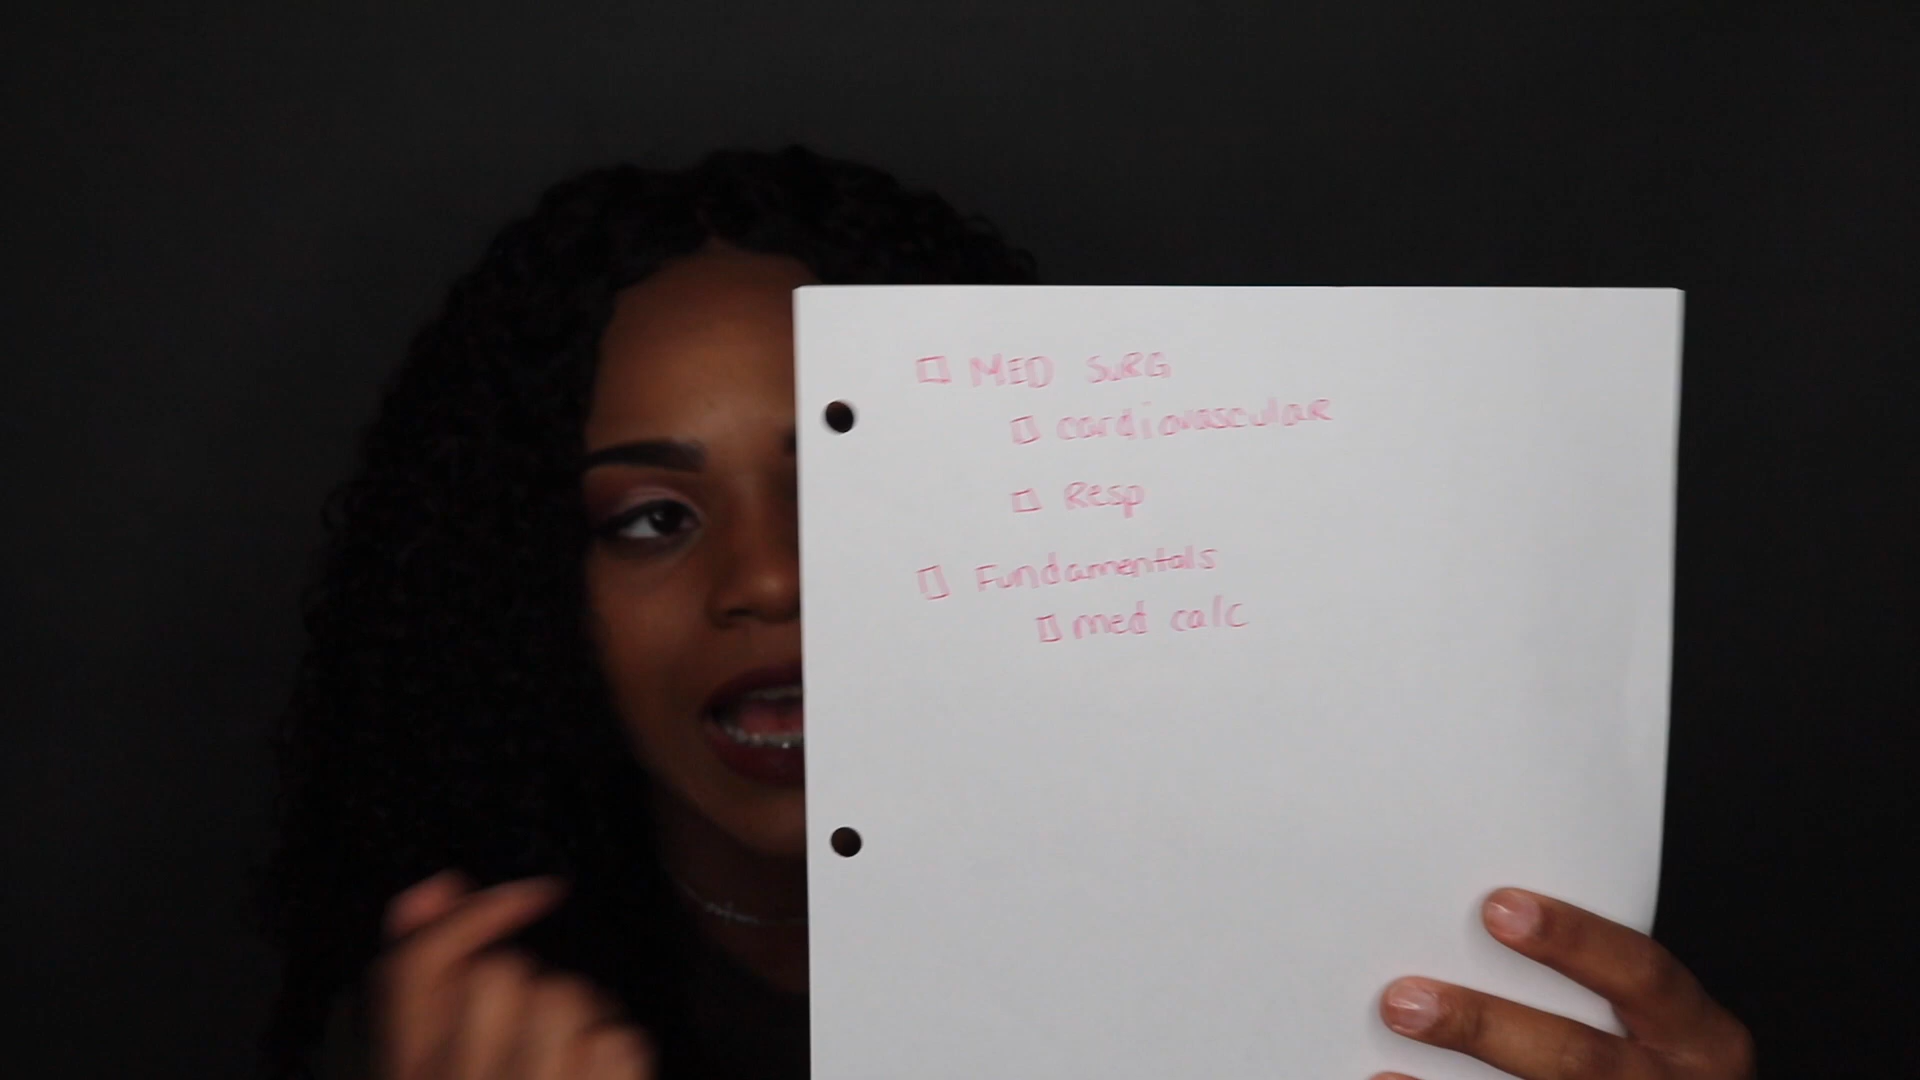 MED SURG
cardiovascular
Resp
Fundamentals
med calc